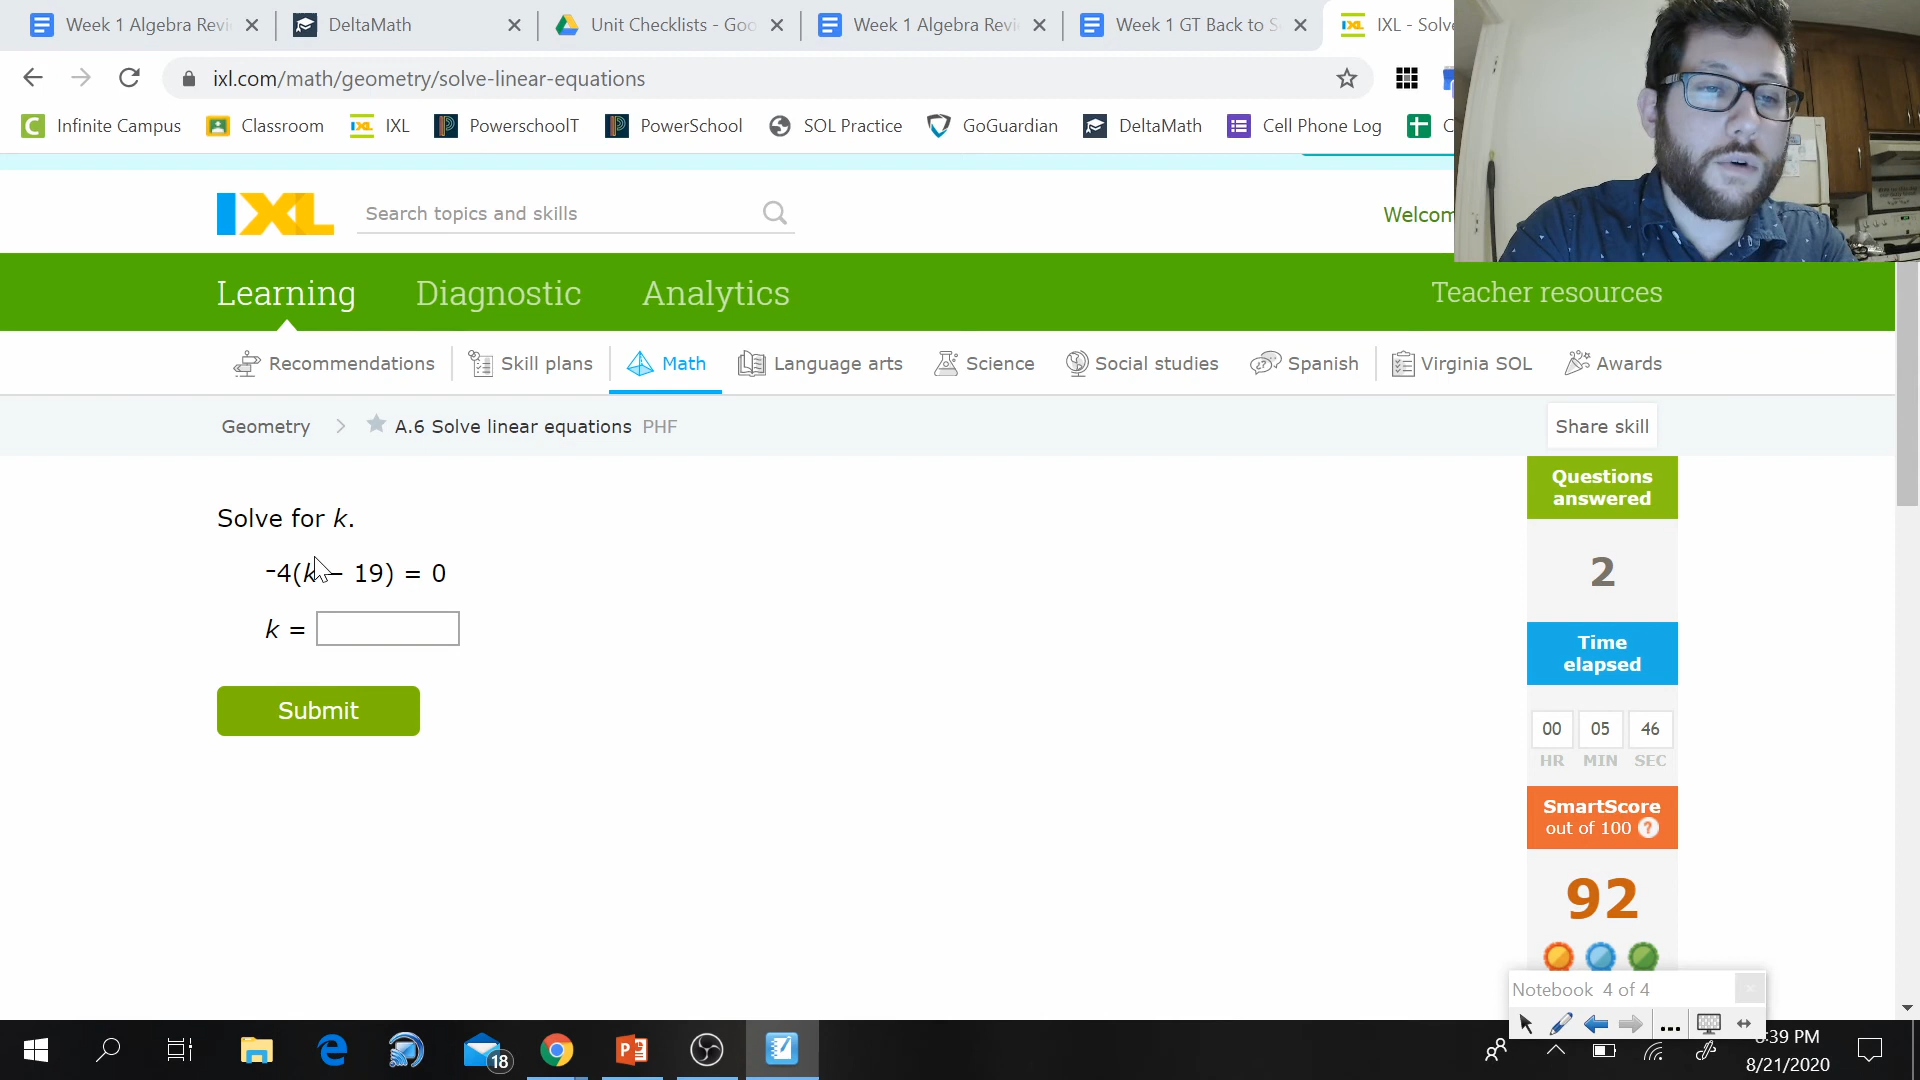 Week 1 Algebra Revi
DeltaMath
Unit Checklists - Goo
Week 1 Algebra Revi
Week 1 GT Back to S
IXL - Solve
ixl.com/math/geometry/solve-linear-equations
Infinite Campus
Classroom
IXL
PowerschoolT
PowerSchool
SOL Practice
GoGuardian
DeltaMath
Cell Phone Log
C
IXL
Search topics and skills
Welcom
Learning
Diagnostic
Analytics
Teacher resources
Recommendations
Skill plans
Math
Language arts
Science
Social studies
Spanish
Virginia SOL
Awards
Geometry
A.6 Solve linear equations PHF
Share skill
Solve for k.
-4(k − 19) = 0
k =
Submit
Questions
answered
2
Time
elapsed
00 05 46
HR MIN SEC
SmartScore
out of 100 ?
92
Notebook 4 of 4
18
8/21/2020